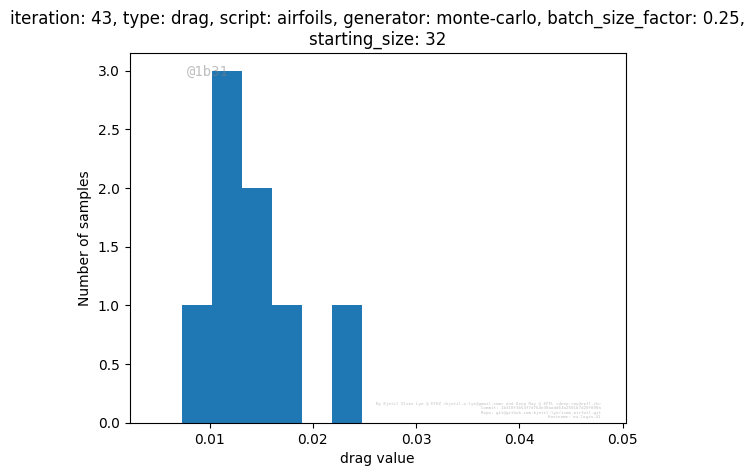 iteration: 43, type: drag, script: airfoils, generator: monte-carlo, batch_size_factor: 0.25,
starting_size: 32
@1b31
3.0
2.5
2.0
1.5
1.0
0.5
0.0
Number of samples
0.01
0.02
0.03
0.04
0.05
drag value